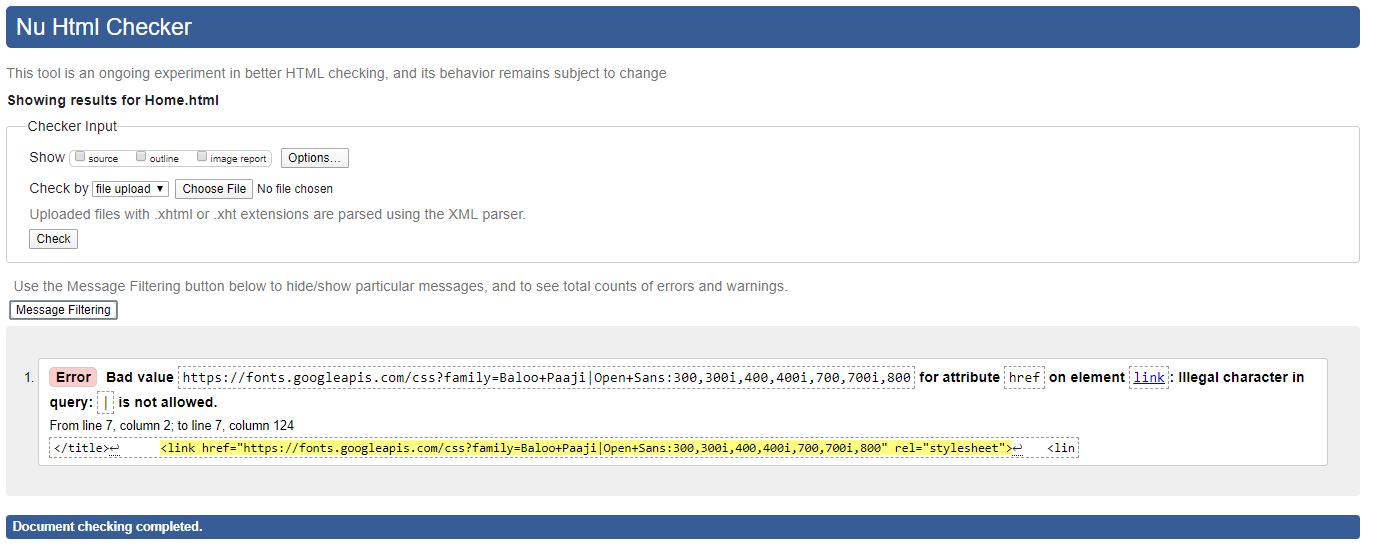 Nu Html Checker
This tool is an ongoing experiment in better HTML checking, and its behavior remains subject to change
Showing results for Home.html
Checker Input
Show source outline image report Options...
Check by file upload ▼ Choose File No file chosen
Uploaded files with .xhtml or .xht extensions are parsed using the XML parser.
Check
Use the Message Filtering button below to hide/show particular messages, and to see total counts of errors and warnings.
Message Filtering
1. Error Bad value https://fonts.googleapis.com/css?family=Baloo+Paaji|Open+Sans:300,300i,400,400i,700,700i,800 for attribute href on element link: Illegal character in
query: | is not allowed.
From line 7, column 2; to line 7, column 124
</title>↩ <link href="https://fonts.googleapis.com/css?family=Baloo+Paaji|Open+Sans:300,300i,400,400i,700,700i,800" rel="stylesheet">↩ <lin
Document checking completed.